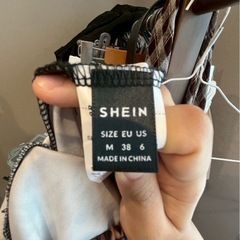 SHEIN
SIZE EU US
M 38 6
MADE IN CHINA